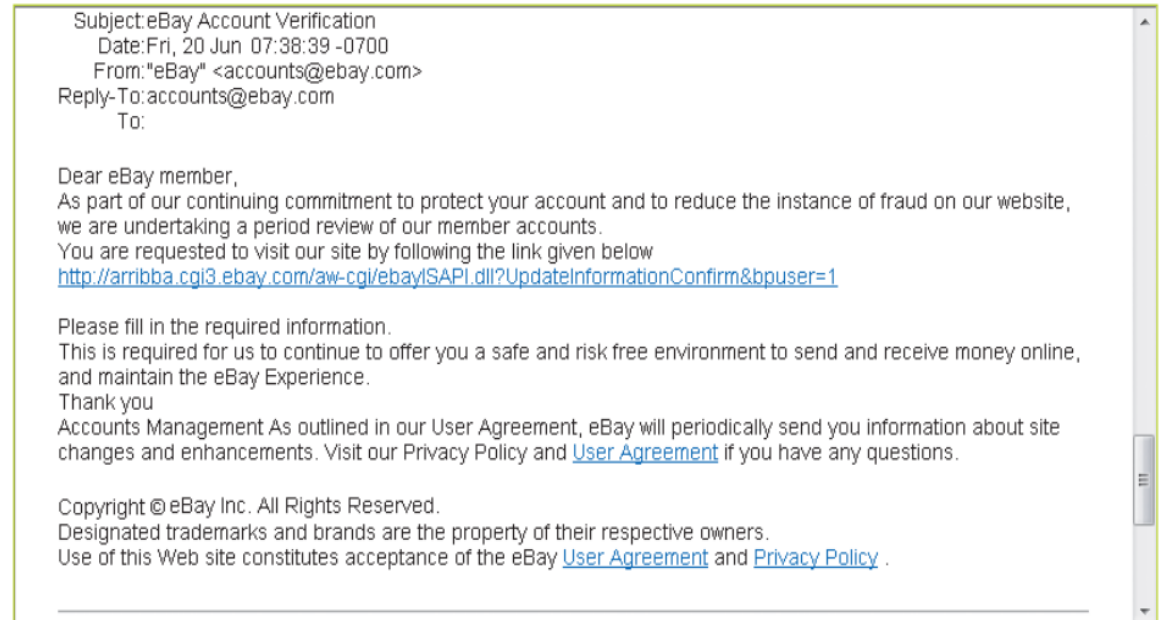 Subject:eBay Account Verification
Date:Fri, 20 Jun 07:38:39 -0700
From:"eBay" <accounts@ebay.com>
Reply-To:accounts@ebay.com
To:
Dear eBay member,
As part of our continuing commitment to protect your account and to reduce the instance of fraud on our website,
we are undertaking a period review of our member accounts.
You are requested to visit our site by following the link given below
http://arribba.cgi3.ebay.com/aw-cgi/ebayISAPI.dll?UpdateInformationConfirm&bpuser=1
Please fill in the required information.
This is required for us to continue to offer you a safe and risk free environment to send and receive money online,
and maintain the eBay Experience.
Thank you
Accounts Management As outlined in our User Agreement, eBay will periodically send you information about site
changes and enhancements. Visit our Privacy Policy and User Agreement if you have any questions.
Copyright © eBay Inc. All Rights Reserved.
Designated trademarks and brands are the property of their respective owners.
Use of this Web site constitutes acceptance of the eBay User Agreement and Privacy Policy .